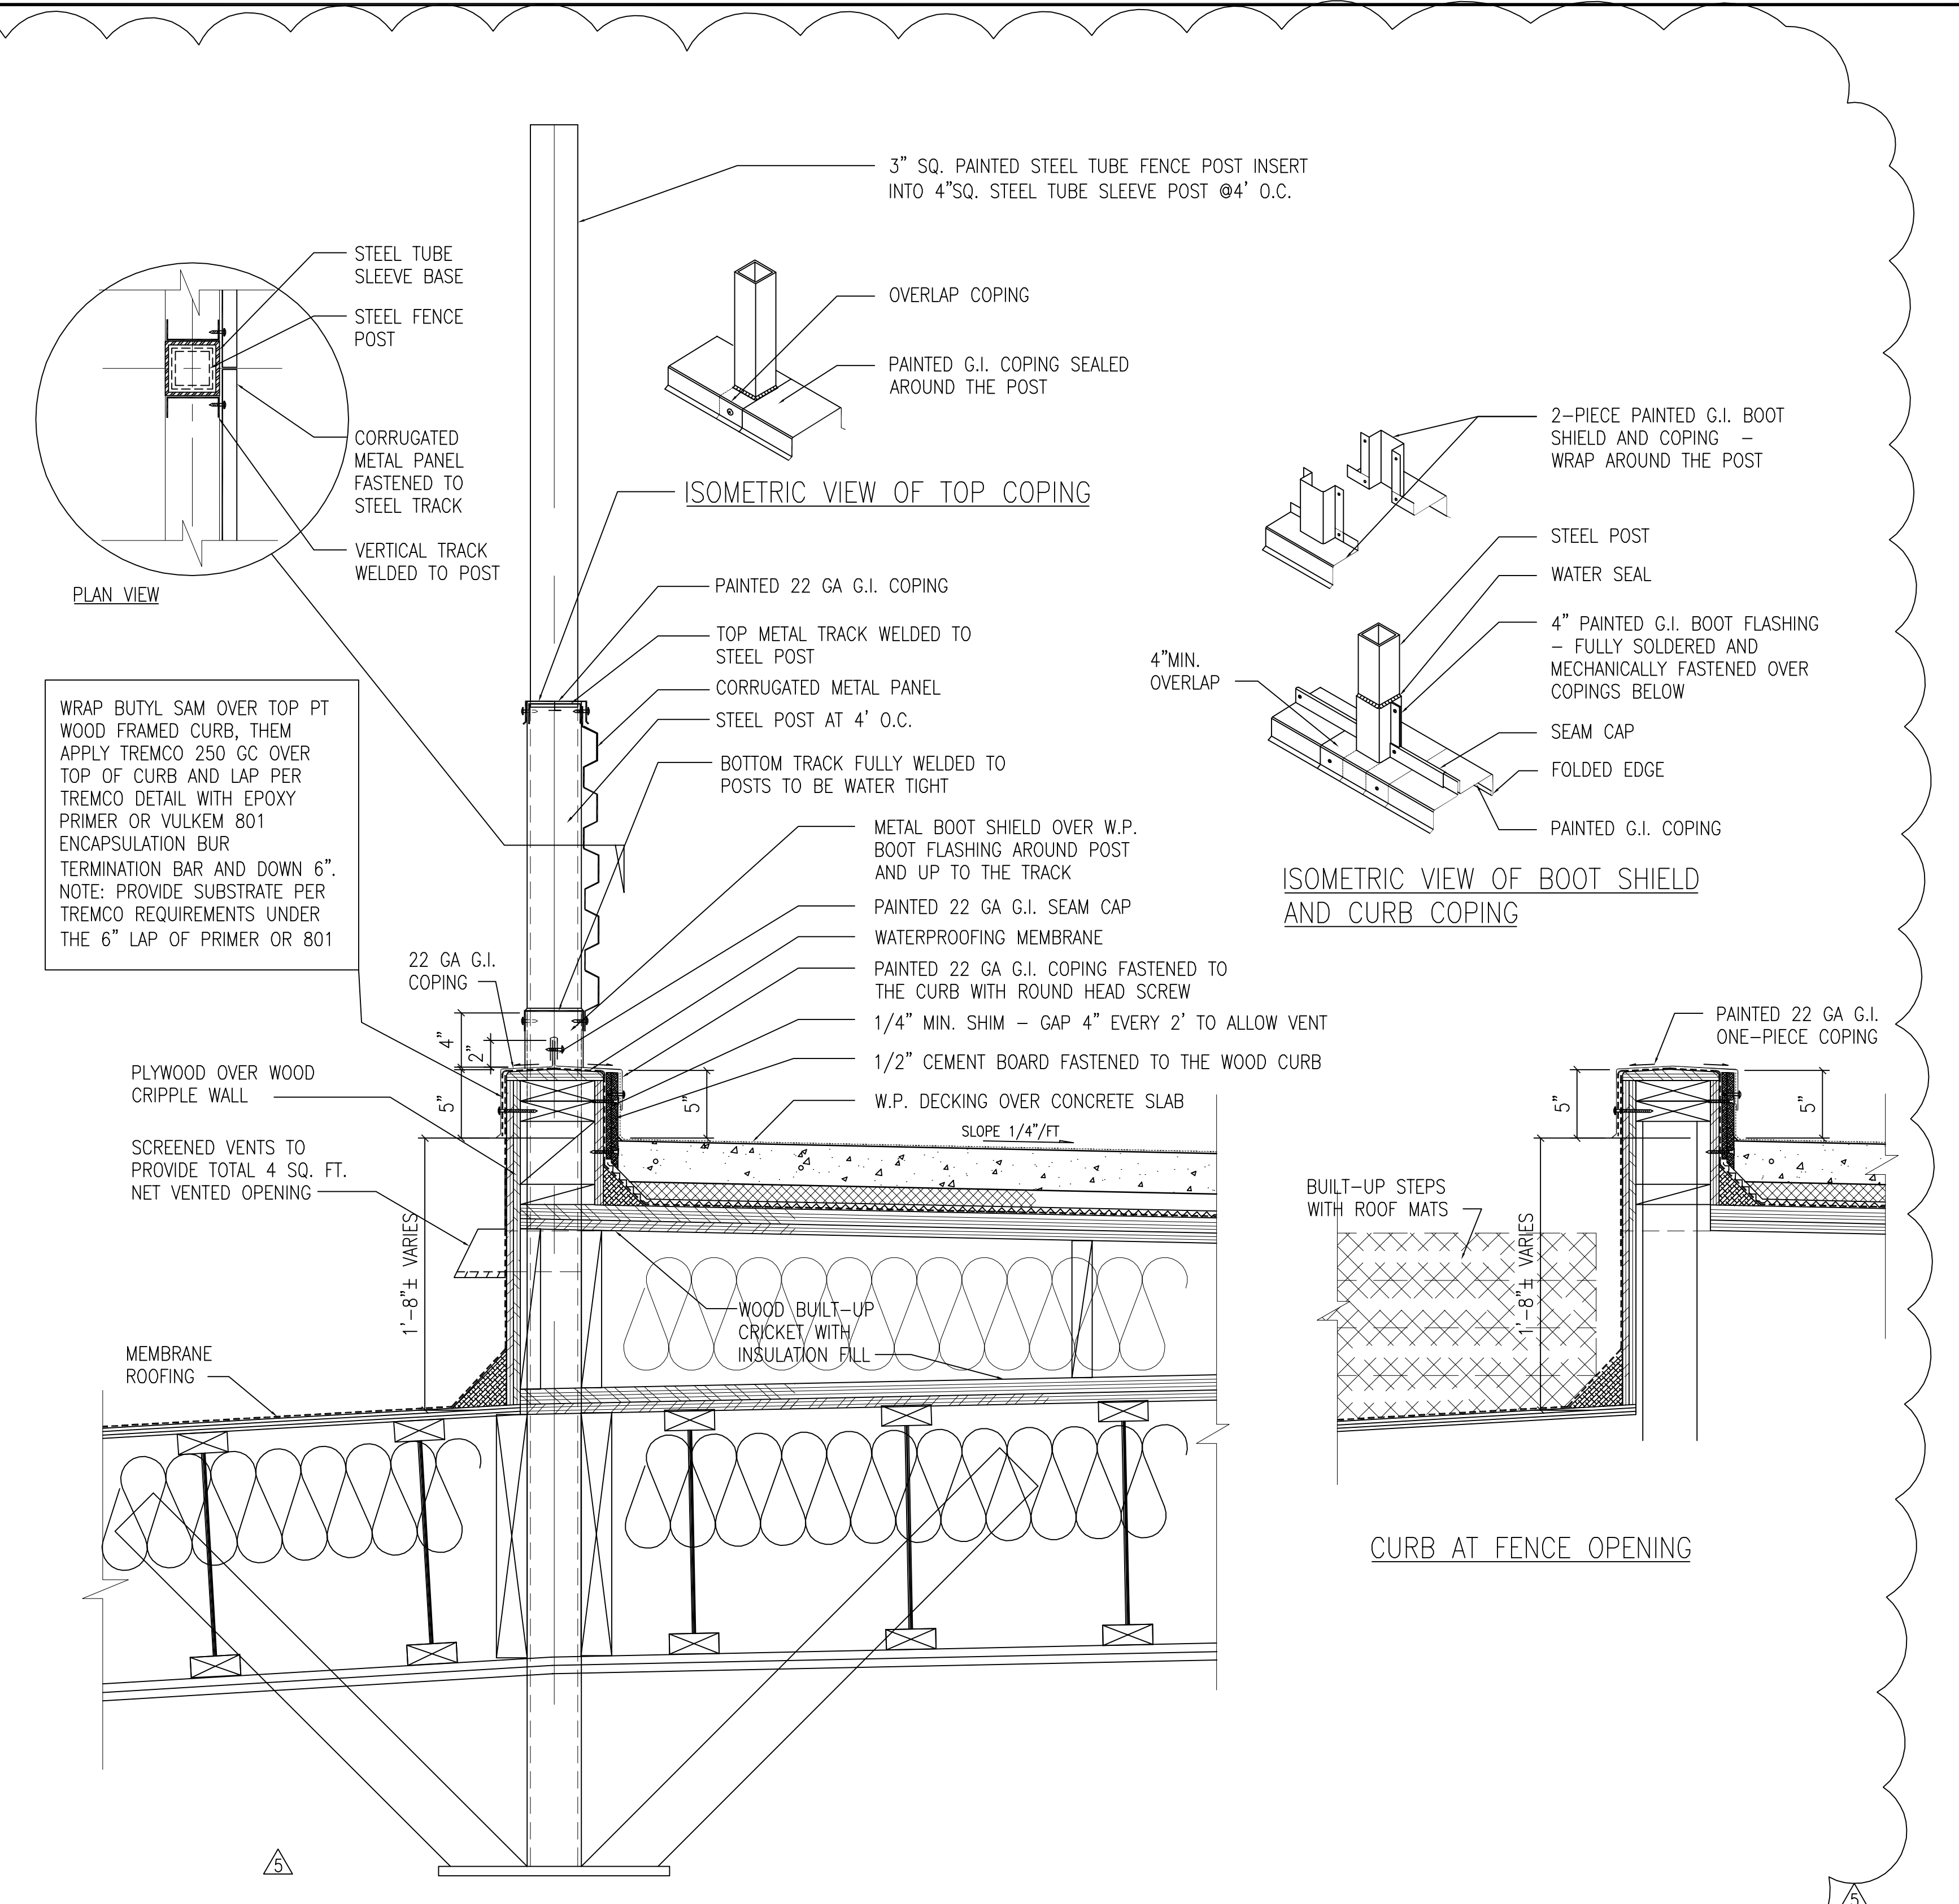 3" SQ. PAINTED STEEL TUBE FENCE POST INSERT
INTO 4"SQ. STEEL TUBE SLEEVE POST @4' O.C.
STEEL TUBE
SLEEVE BASE
STEEL FENCE
POST
CORRUGATED
METAL PANEL
FASTENED TO
STEEL TRACK
VERTICAL TRACK
WELDED TO POST
PLAN VIEW
OVERLAP COPING
PAINTED G.I. COPING SEALED
AROUND THE POST
ISOMETRIC VIEW OF TOP COPING
2-PIECE PAINTED G.I. BOOT
SHIELD AND COPING -
WRAP AROUND THE POST
STEEL POST
WATER SEAL
4" PAINTED G.I. BOOT FLASHING
- FULLY SOLDERED AND
MECHANICALLY FASTENED OVER
COPINGS BELOW
4"MIN.
OVERLAP
SEAM CAP
FOLDED EDGE
PAINTED G.I. COPING
ISOMETRIC VIEW OF BOOT SHIELD
AND CURB COPING
PAINTED 22 GA G.I. COPING
TOP METAL TRACK WELDED TO
STEEL POST
CORRUGATED METAL PANEL
STEEL POST AT 4' O.C.
BOTTOM TRACK FULLY WELDED TO
POSTS TO BE WATER TIGHT
METAL BOOT SHIELD OVER W.P.
BOOT FLASHING AROUND POST
AND UP TO THE TRACK
PAINTED 22 GA G.I. SEAM CAP
WATERPROOFING MEMBRANE
PAINTED 22 GA G.I. COPING FASTENED TO
THE CURB WITH ROUND HEAD SCREW
1/4" MIN. SHIM - GAP 4" EVERY 2' TO ALLOW VENT
1/2" CEMENT BOARD FASTENED TO THE WOOD CURB
W.P. DECKING OVER CONCRETE SLAB
SLOPE 1/4"/FT
WRAP BUTYL SAM OVER TOP PT
WOOD FRAMED CURB, THEM
APPLY TREMCO 250 GC OVER
TOP OF CURB AND LAP PER
TREMCO DETAIL WITH EPOXY
PRIMER OR VULKEM 801
ENCAPSULATION BUR
TERMINATION BAR AND DOWN 6".
NOTE: PROVIDE SUBSTRATE PER
TREMCO REQUIREMENTS UNDER
THE 6" LAP OF PRIMER OR 801
22 GA G.I.
COPING
4"
2"
5"
5"
PLYWOOD OVER WOOD
CRIPPLE WALL
SCREENED VENTS TO
PROVIDE TOTAL 4 SQ. FT.
NET VENTED OPENING
1'-8"± VARIES
MEMBRANE
ROOFING
WOOD BUILT-UP
CRICKET WITH
INSULATION FILL
PAINTED 22 GA G.I.
ONE-PIECE COPING
5"
5"
BUILT-UP STEPS
WITH ROOF MATS
1'-8"± VARIES
CURB AT FENCE OPENING
5
5